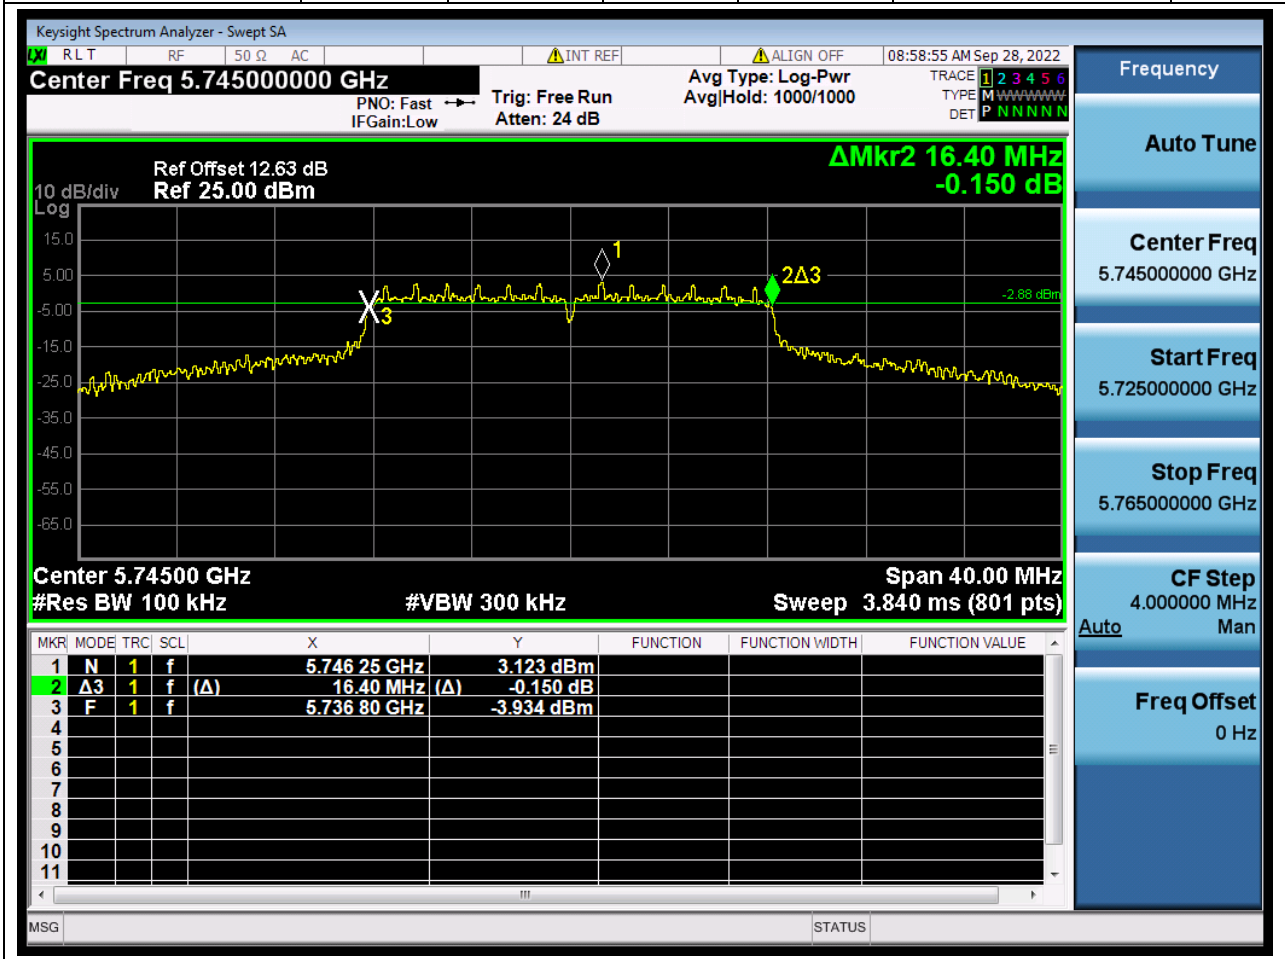 Keysight Spectrum Analyzer - Swept SA
LXI RLT RF 50 Ω AC INT REF ALIGN OFF 08:58:55 AM Sep 28, 2022
Center Freq 5.745000000 GHz
PNO: Fast
IFGain:Low
Trig: Free Run
Atten: 24 dB
Avg Type: Log-Pwr
Avg|Hold: 1000/1000
TRACE 1 2 3 4 5 6
TYPE M W W W W W
DET P N N N N N
ΔMkr2 16.40 MHz
-0.150 dB
Ref Offset 12.63 dB
10 dB/div Ref 25.00 dBm
Log
15.0
5.00
-5.00
-15.0
-25.0
-35.0
-45.0
-55.0
-65.0
1
2Δ3
3
-2.88 dBm
Center 5.74500 GHz Span 40.00 MHz
#Res BW 100 kHz #VBW 300 kHz Sweep 3.840 ms (801 pts)
MKR MODE TRC SCL X Y FUNCTION FUNCTION WIDTH FUNCTION VALUE
1 N 1 f 5.746 25 GHz 3.123 dBm
2 Δ3 1 f (Δ) 16.40 MHz (Δ) -0.150 dB
3 F 1 f 5.736 80 GHz -3.934 dBm
4
5
6
7
8
9
10
11
MSG STATUS
Frequency
Auto Tune
Center Freq
5.745000000 GHz
Start Freq
5.725000000 GHz
Stop Freq
5.765000000 GHz
CF Step
4.000000 MHz
Auto Man
Freq Offset
0 Hz